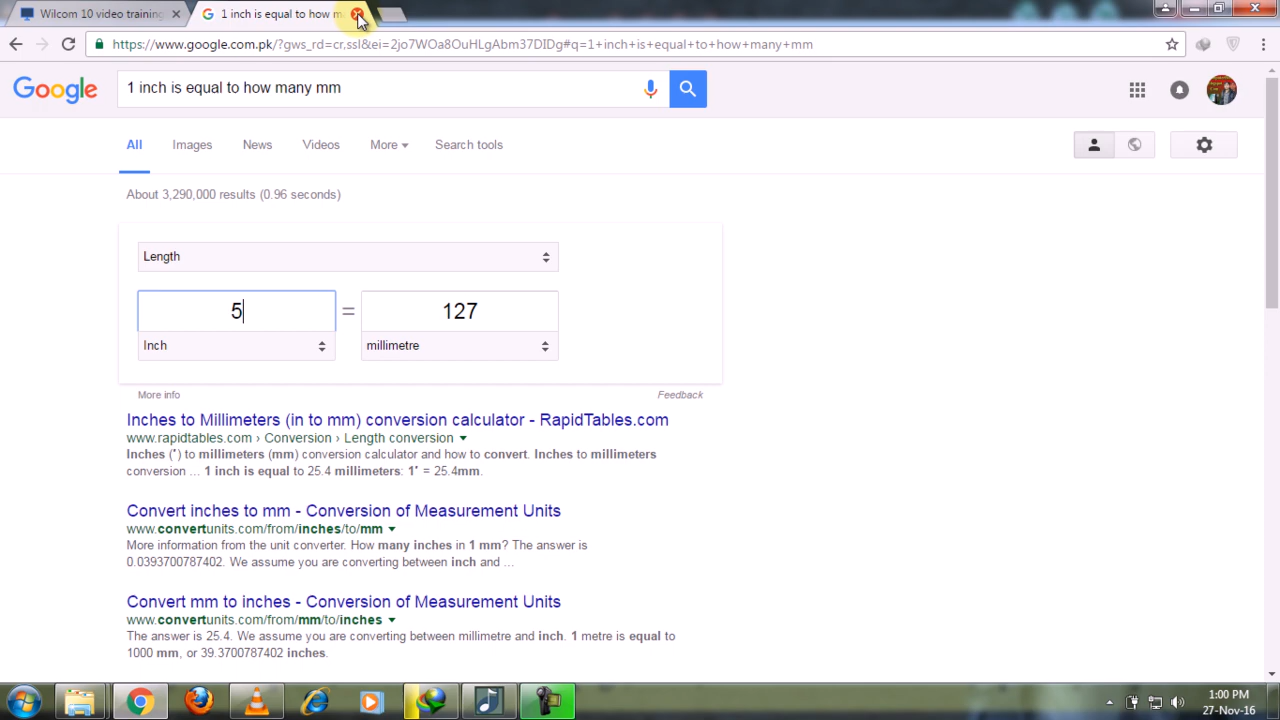 Wilcom 10 video training
1 inch is equal to how m
https://www.google.com.pk/?gws_rd=cr,ssl&ei=2jo7WOa8OuHLgAbm37DIDg#q=1+inch+is+equal+to+how+many+mm
Google
1 inch is equal to how many mm
All Images News Videos More Search tools
About 3,290,000 results (0.96 seconds)
Length
5 = 127
Inch millimetre
More info Feedback
Inches to Millimeters (in to mm) conversion calculator - RapidTables.com
www.rapidtables.com › Conversion › Length conversion
Inches (″) to millimeters (mm) conversion calculator and how to convert. Inches to millimeters
conversion ... 1 inch is equal to 25.4 millimeters: 1″ = 25.4mm.
Convert inches to mm - Conversion of Measurement Units
www.convertunits.com/from/inches/to/mm
More information from the unit converter. How many inches in 1 mm? The answer is
0.0393700787402. We assume you are converting between inch and ...
Convert mm to inches - Conversion of Measurement Units
www.convertunits.com/from/mm/to/inches
The answer is 25.4. We assume you are converting between millimetre and inch. 1 metre is equal to
1000 mm, or 39.3700787402 inches.
1:00 PM
27-Nov-16